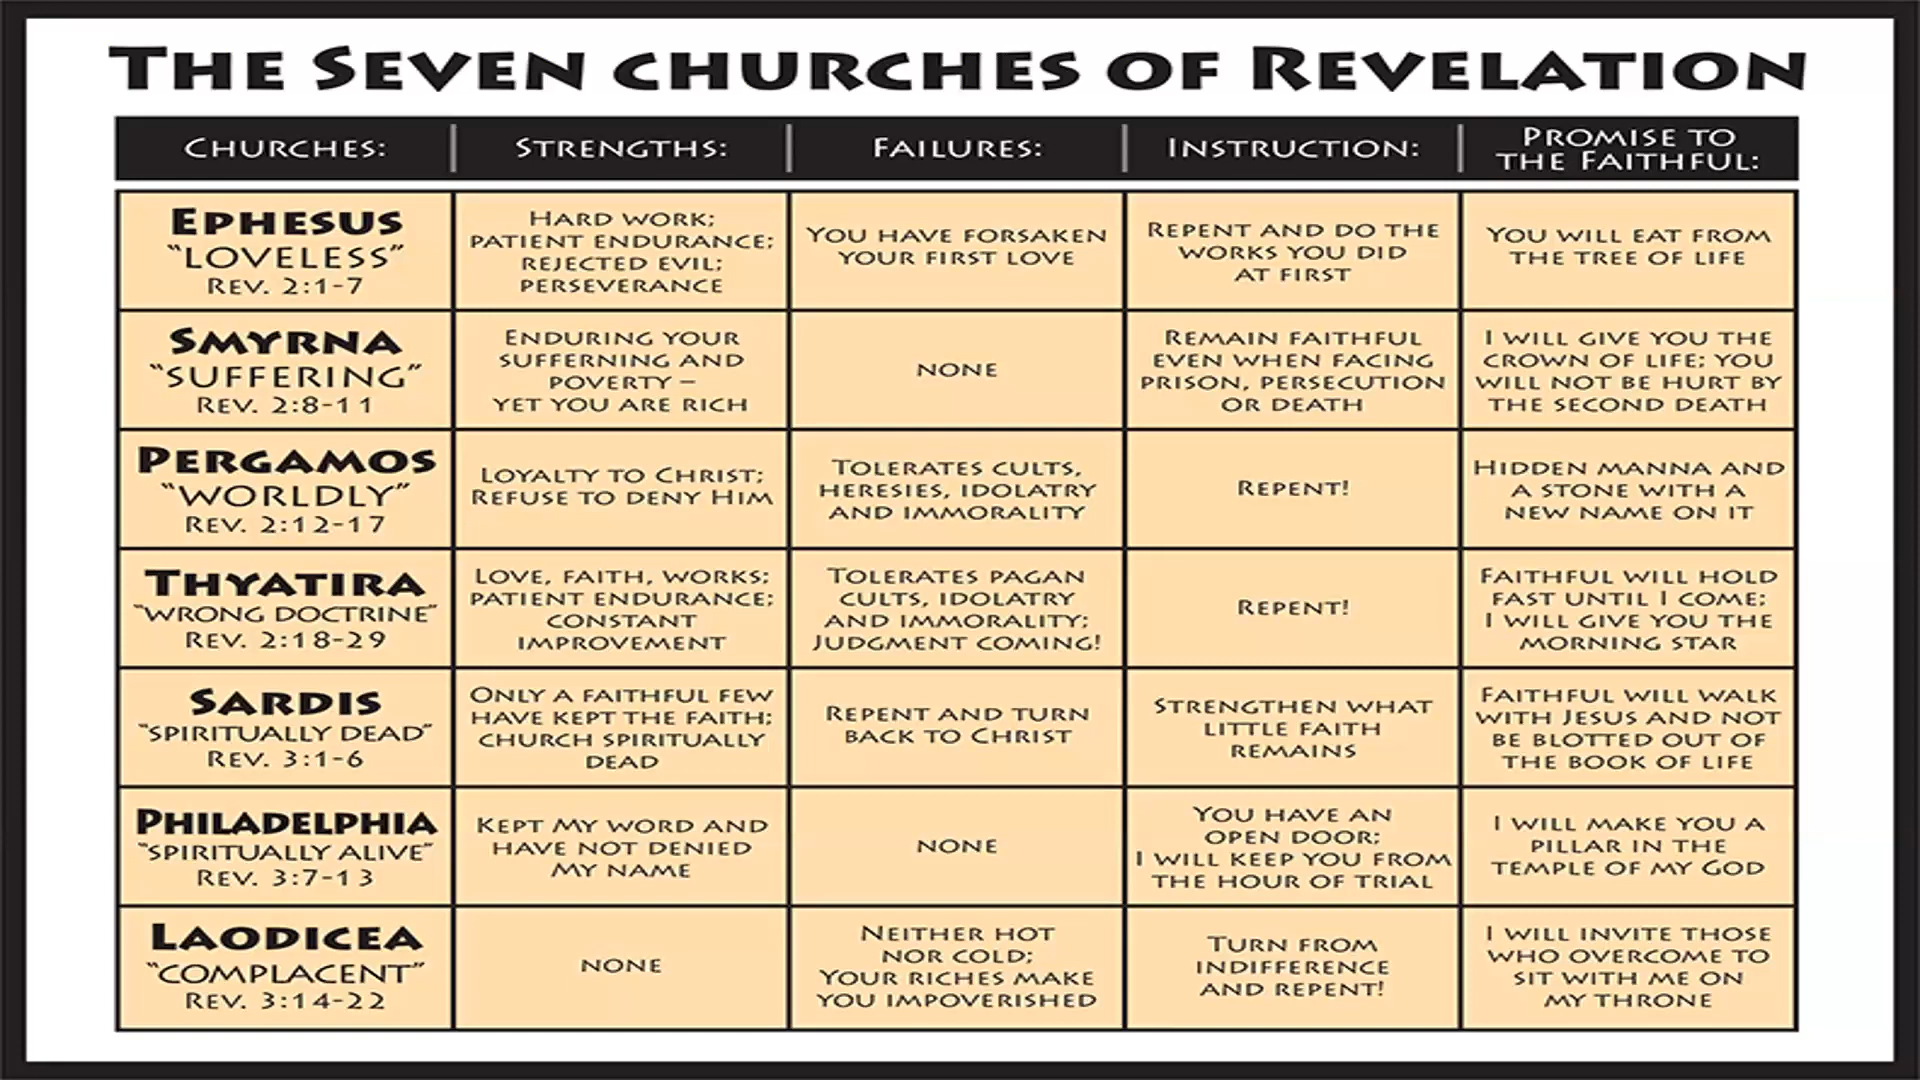 The Seven churches of Revelation
Churches:
Strengths:
Failures:
Instruction:
Promise to
the Faithful:
Ephesus
“loveless”
Rev. 2:1-7
Hard work;
patient endurance;
rejected evil;
perseverance
You have forsaken
your first love
Repent and do the
works you did
at first
You will eat from
the tree of life
Smyrna
“suffering”
Rev. 2:8-11
Enduring your
sufferning and
poverty –
yet you are rich
none
Remain faithful
even when facing
prison, persecution
or death
I will give you the
crown of life; you
will not be hurt by
the second death
Pergamos
“worldly”
Rev. 2:12-17
Loyalty to Christ;
Refuse to deny Him
Tolerates cults,
heresies, idolatry
and immorality
Repent!
Hidden manna and
a stone with a
new name on it
Thyatira
“wrong doctrine”
Rev. 2:18-29
Love, faith, works;
patient endurance;
constant
improvement
Tolerates pagan
cults, idolatry
and immorality;
Judgment coming!
Repent!
Faithful will hold
fast until I come;
I will give you the
morning star
Sardis
“spiritually dead”
Rev. 3:1-6
Only a faithful few
have kept the faith;
church spiritually
dead
Repent and turn
back to Christ
Strengthen what
little faith
remains
Faithful will walk
with Jesus and not
be blotted out of
the book of life
Philadelphia
“spiritually alive”
Rev. 3:7-13
Kept My word and
have not denied
My name
none
You have an
open door;
I will keep you from
the hour of trial
I will make you a
pillar in the
temple of my God
Laodicea
“complacent”
Rev. 3:14-22
none
Neither hot
nor cold;
Your riches make
you impoverished
Turn from
indifference
and repent!
I will invite those
who overcome to
sit with me on
my throne